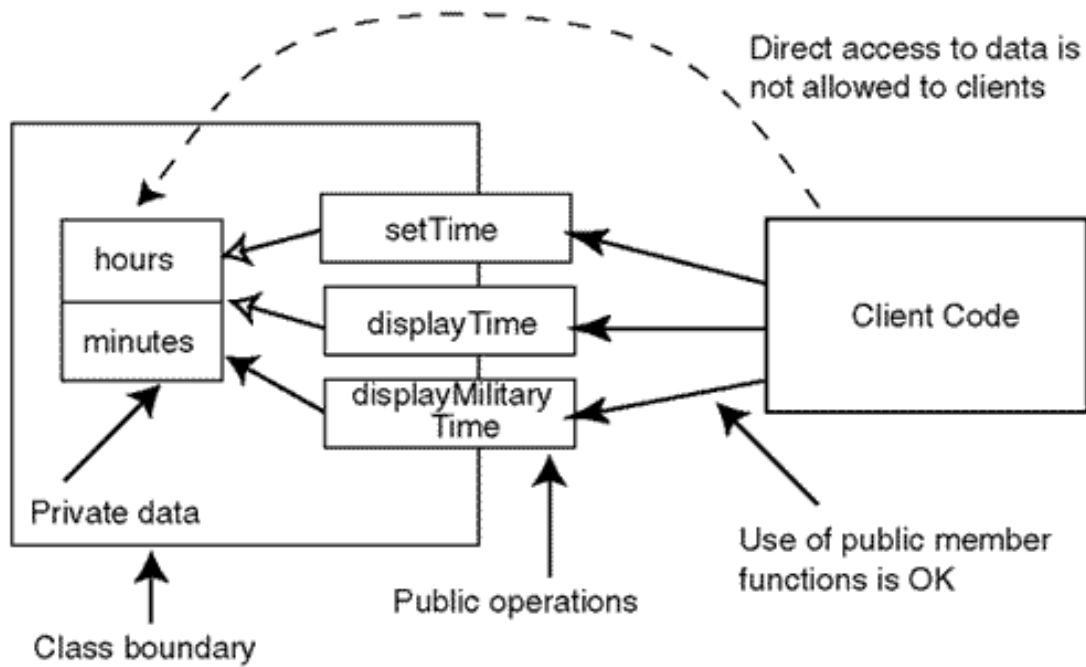 Direct access to data is
not allowed to clients
setTime
hours
displayTime
Client Code
minutes
displayMilitary
Time
Private data
Use of public member
functions is OK
Public operations
Class boundary